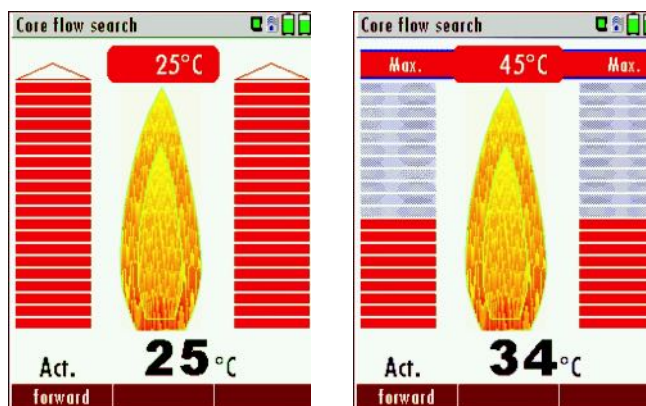 Core flow search
25°C
Act. 25°C
forward
Core flow search
Max. 45°C Max.
Act. 34°C
forward